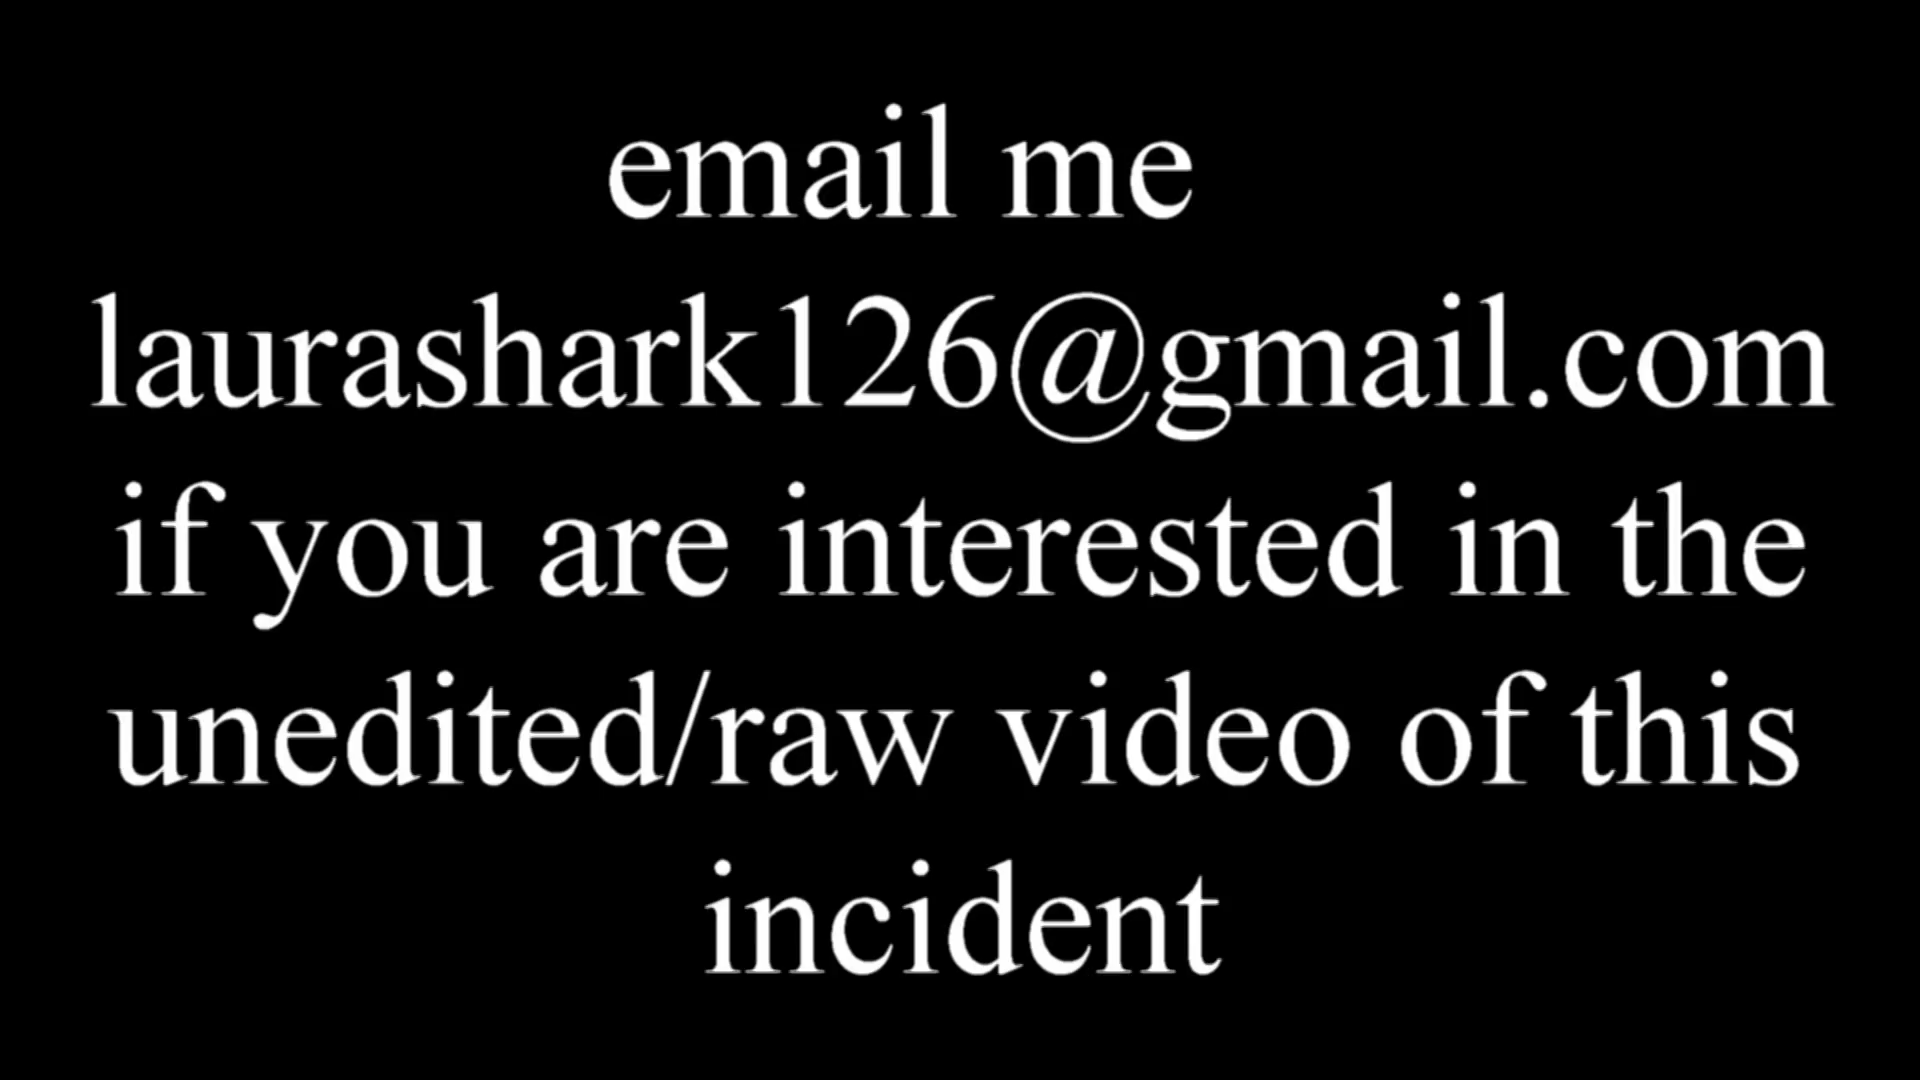 email me
laurashark126@gmail.com
if you are interested in the
unedited/raw video of this
incident